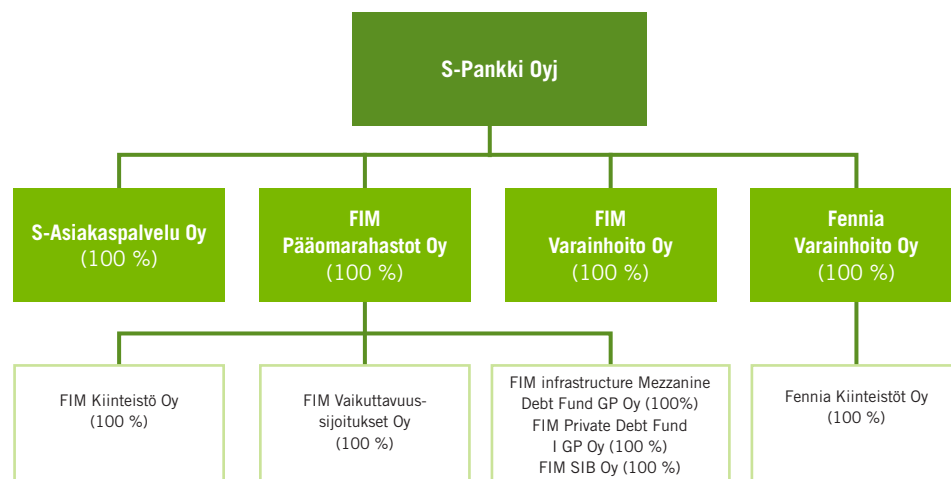 S-Pankki Oyj
S-Asiakaspalvelu Oy
(100 %)
FIM
Pääomarahastot Oy
(100 %)
FIM
Varainhoito Oy
(100 %)
Fennia
Varainhoito Oy
(100 %)
FIM Kiinteistö Oy
(100 %)
FIM Vaikuttavuus-
sijoitukset Oy
(100 %)
FIM infrastructure Mezzanine
Debt Fund GP Oy (100%)
FIM Private Debt Fund
I GP Oy (100 %)
FIM SIB Oy (100 %)
Fennia Kiinteistöt Oy
(100 %)